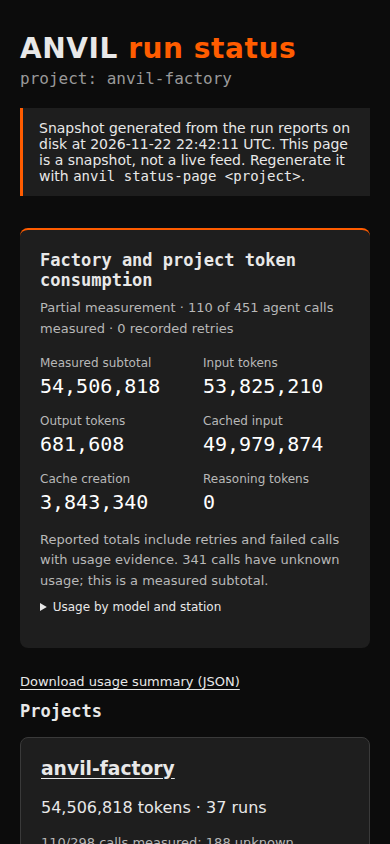 ANVIL run status
project: anvil-factory
Snapshot generated from the run reports on
disk at 2026-11-22 22:42:11 UTC. This page
is a snapshot, not a live feed. Regenerate it
with anvil status-page <project>.
Factory and project token
consumption
Partial measurement · 110 of 451 agent calls
measured · 0 recorded retries
Measured subtotal
54,506,818
Input tokens
53,825,210
Output tokens
681,608
Cached input
49,979,874
Cache creation
3,843,340
Reasoning tokens
0
Reported totals include retries and failed calls
with usage evidence. 341 calls have unknown
usage; this is a measured subtotal.
▶ Usage by model and station
Download usage summary (JSON)
Projects
anvil-factory
54,506,818 tokens · 37 runs
110/298 calls measured; 188 unknown